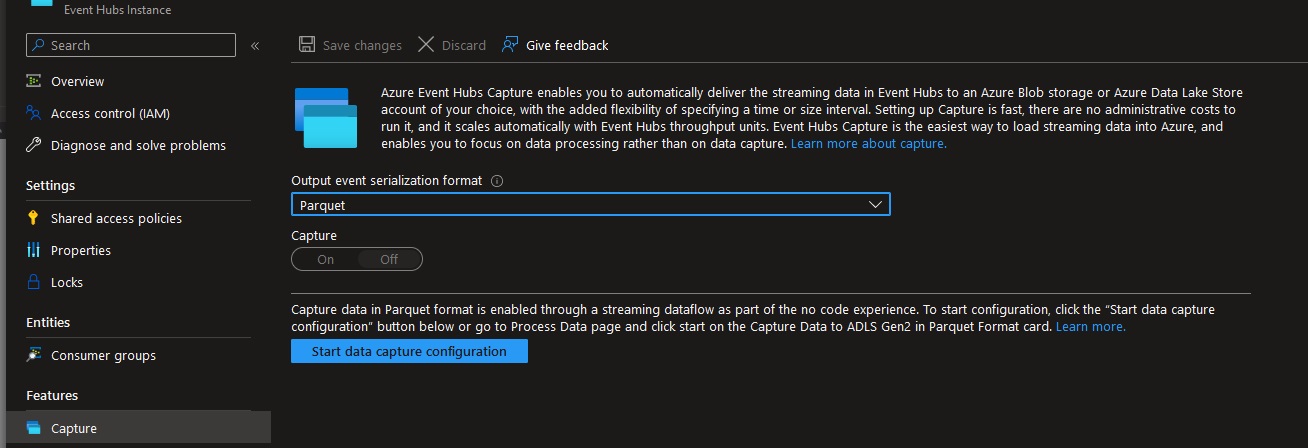 Event Hubs Instance
Search
«
Save changes
Discard
Give feedback
Overview
Access control (IAM)
Diagnose and solve problems
Settings
Shared access policies
Properties
Locks
Entities
Consumer groups
Features
Capture
Azure Event Hubs Capture enables you to automatically deliver the streaming data in Event Hubs to an Azure Blob storage or Azure Data Lake Store
account of your choice, with the added flexibility of specifying a time or size interval. Setting up Capture is fast, there are no administrative costs to
run it, and it scales automatically with Event Hubs throughput units. Event Hubs Capture is the easiest way to load streaming data into Azure, and
enables you to focus on data processing rather than on data capture. Learn more about capture.
Output event serialization format
Parquet
Capture
On Off
Capture data in Parquet format is enabled through a streaming dataflow as part of the no code experience. To start configuration, click the “Start data capture
configuration” button below or go to Process Data page and click start on the Capture Data to ADLS Gen2 in Parquet Format card. Learn more.
Start data capture configuration